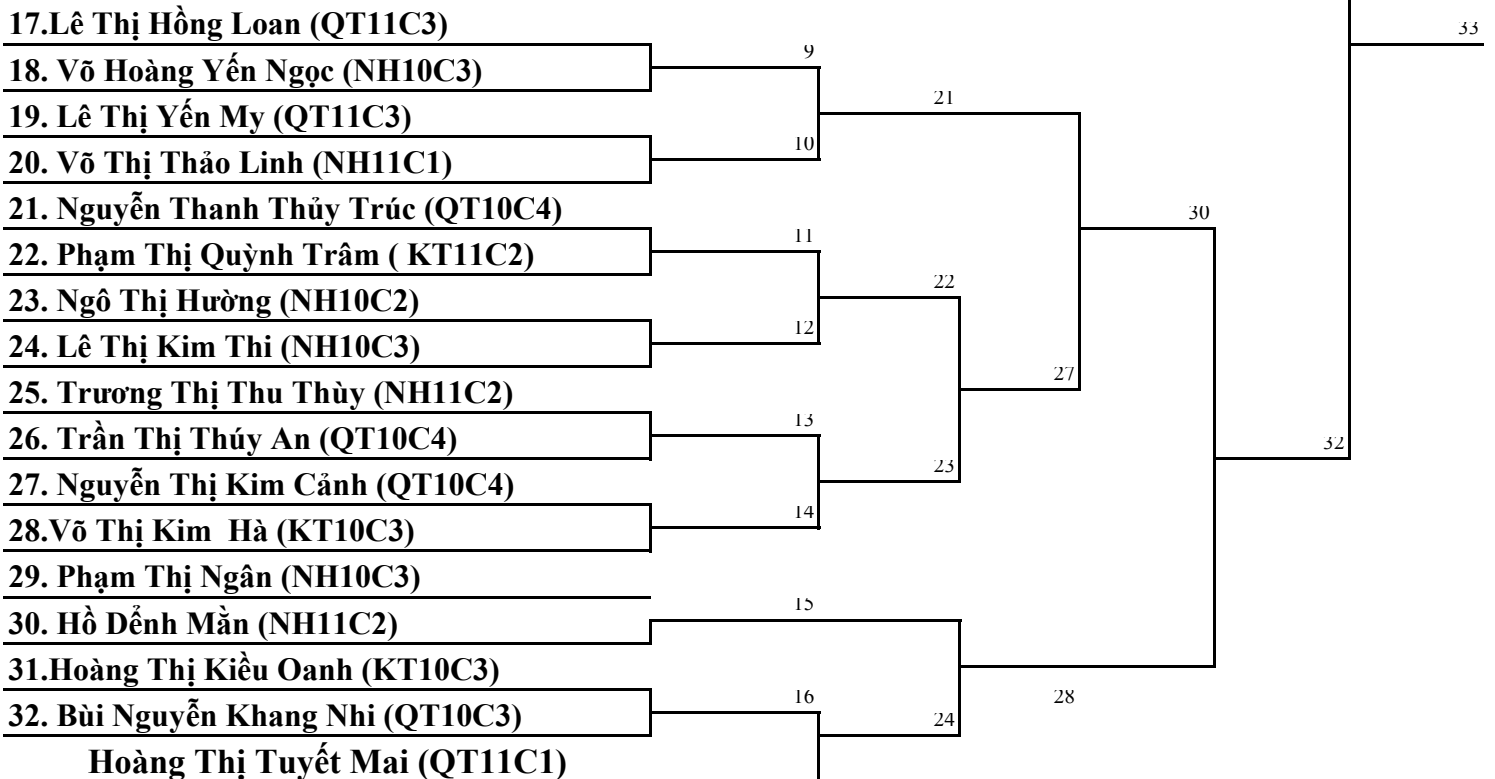 17.Lê Thị Hồng Loan (QT11C3)
33
9
18. Võ Hoàng Yến Ngọc (NH10C3)
21
19. Lê Thị Yến My (QT11C3)
10
20. Võ Thị Thảo Linh (NH11C1)
21. Nguyễn Thanh Thủy Trúc (QT10C4)
30
11
22. Phạm Thị Quỳnh Trâm ( KT11C2)
22
23. Ngô Thị Hường (NH10C2)
12
24. Lê Thị Kim Thi (NH10C3)
27
25. Trương Thị Thu Thùy (NH11C2)
13
26. Trần Thị Thúy An (QT10C4)
32
23
27. Nguyễn Thị Kim Cảnh (QT10C4)
14
28.Võ Thị Kim  Hà (KT10C3)
29. Phạm Thị Ngân (NH10C3)
15
30. Hồ Dểnh Mằn (NH11C2)
31.Hoàng Thị Kiều Oanh (KT10C3)
16
28
32. Bùi Nguyễn Khang Nhi (QT10C3)
24
Hoàng Thị Tuyết Mai (QT11C1)